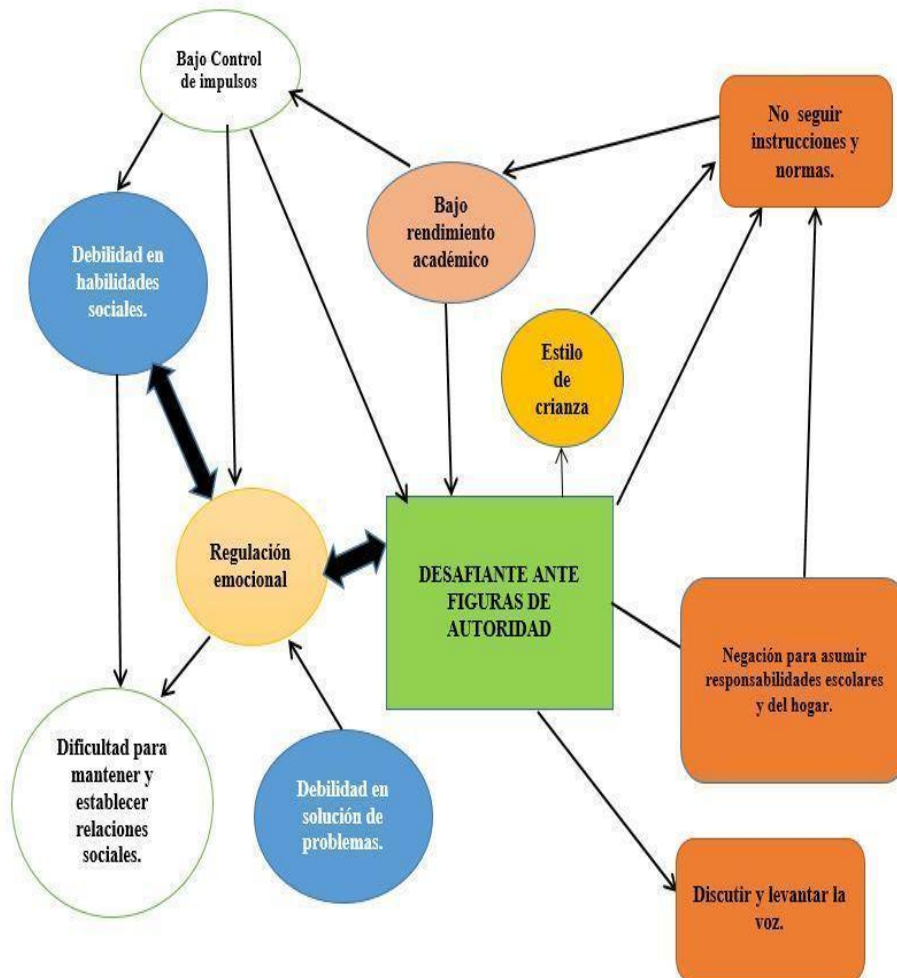 Bajo Control
de impulsos
No seguir
instrucciones y
normas.
Bajo
rendimiento
académico
Debilidad en
habilidades
sociales.
Estilo
de
crianza
Regulación
emocional
DESAFIANTE ANTE
FIGURAS DE
AUTORIDAD
Negación para asumir
responsabilidades escolares
y del hogar.
Dificultad para
mantener y
establecer
relaciones
sociales.
Debilidad en
solución de
problemas.
Discutir y levantar la
voz.